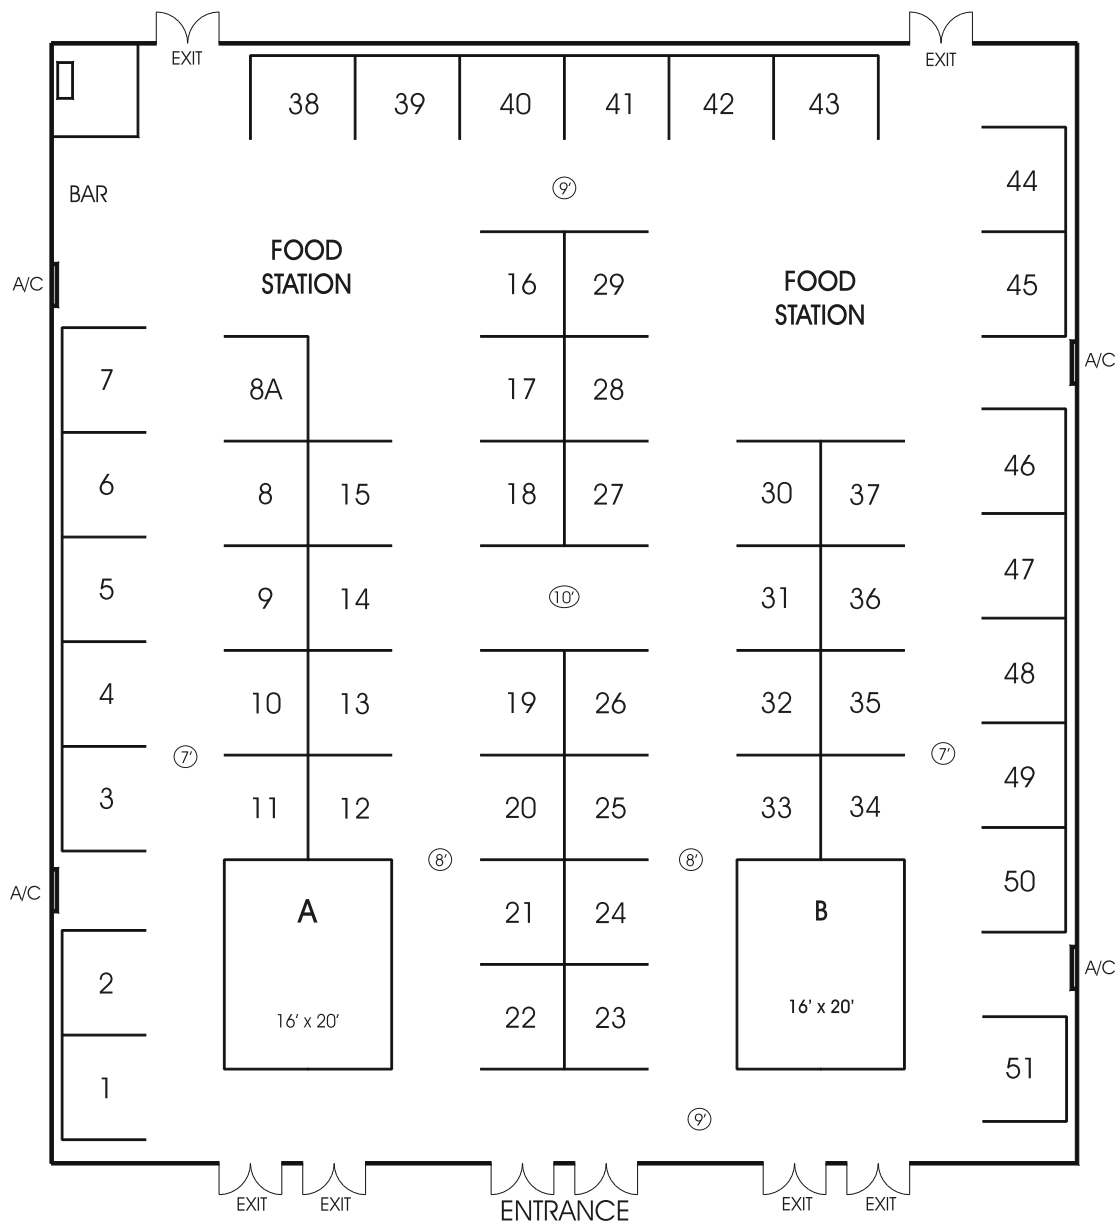 EXIT
EXIT
38 39 40 41 42 43
44
BAR
9'
FOOD
STATION
FOOD
STATION
A/C
16 29
45
A/C
7
8A
17 28
46
6
8 15
18 27
30 37
47
5
9 14
10'
31 36
48
4
10 13
19 26
32 35
7'
7'
49
3
11 12
20 25
33 34
8'
8'
50
A/C
A
21 24
B
A/C
2
16' x 20'
22 23
16' x 20'
51
1
9'
EXIT EXIT ENTRANCE EXIT EXIT